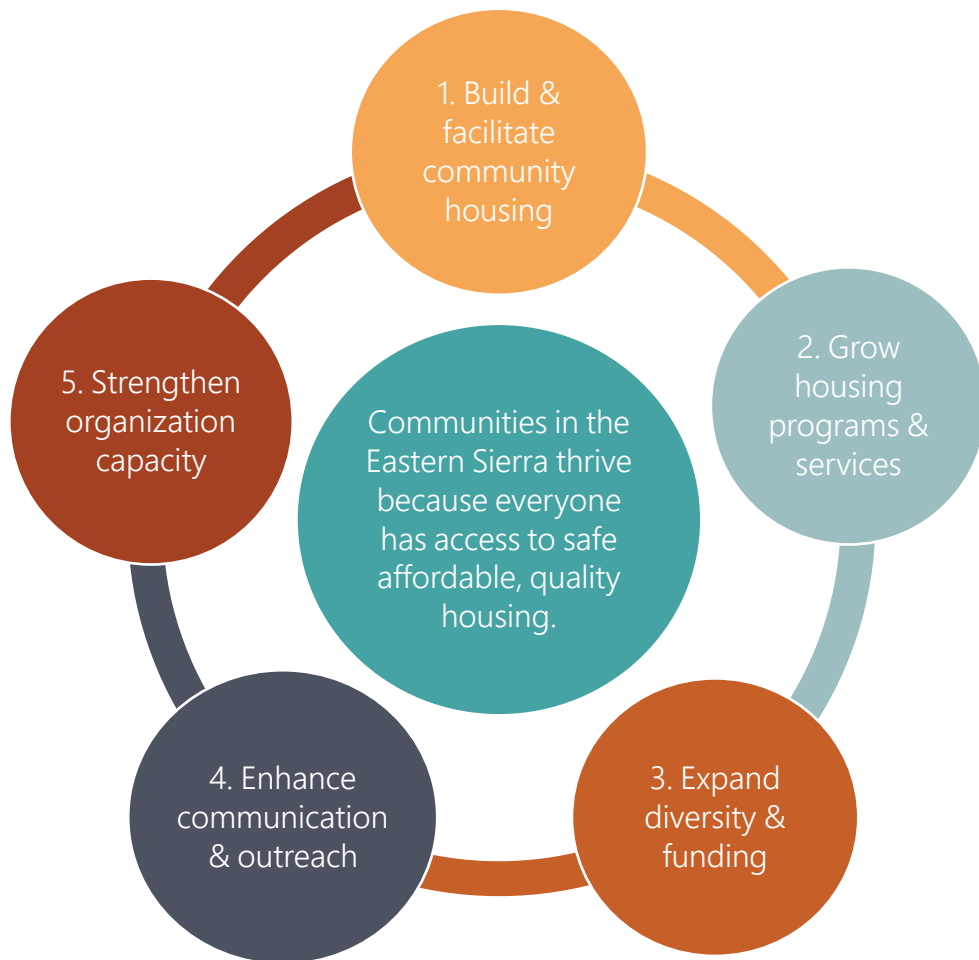 1. Build &
facilitate
community
housing
2. Grow
housing
programs &
services
3. Expand
diversity &
funding
4. Enhance
communication
& outreach
5. Strengthen
organization
capacity
Communities in the
Eastern Sierra thrive
because everyone
has access to safe
affordable, quality
housing.